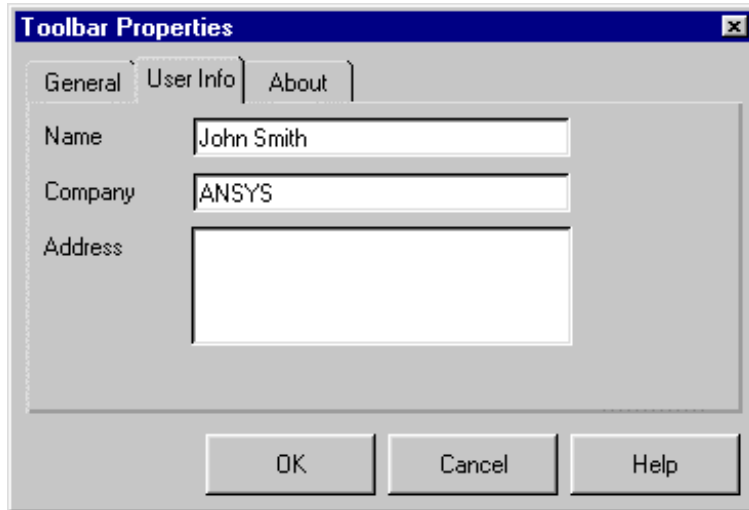 Toolbar Properties
General User Info About
Name John Smith
Company ANSYS
Address
OK Cancel Help